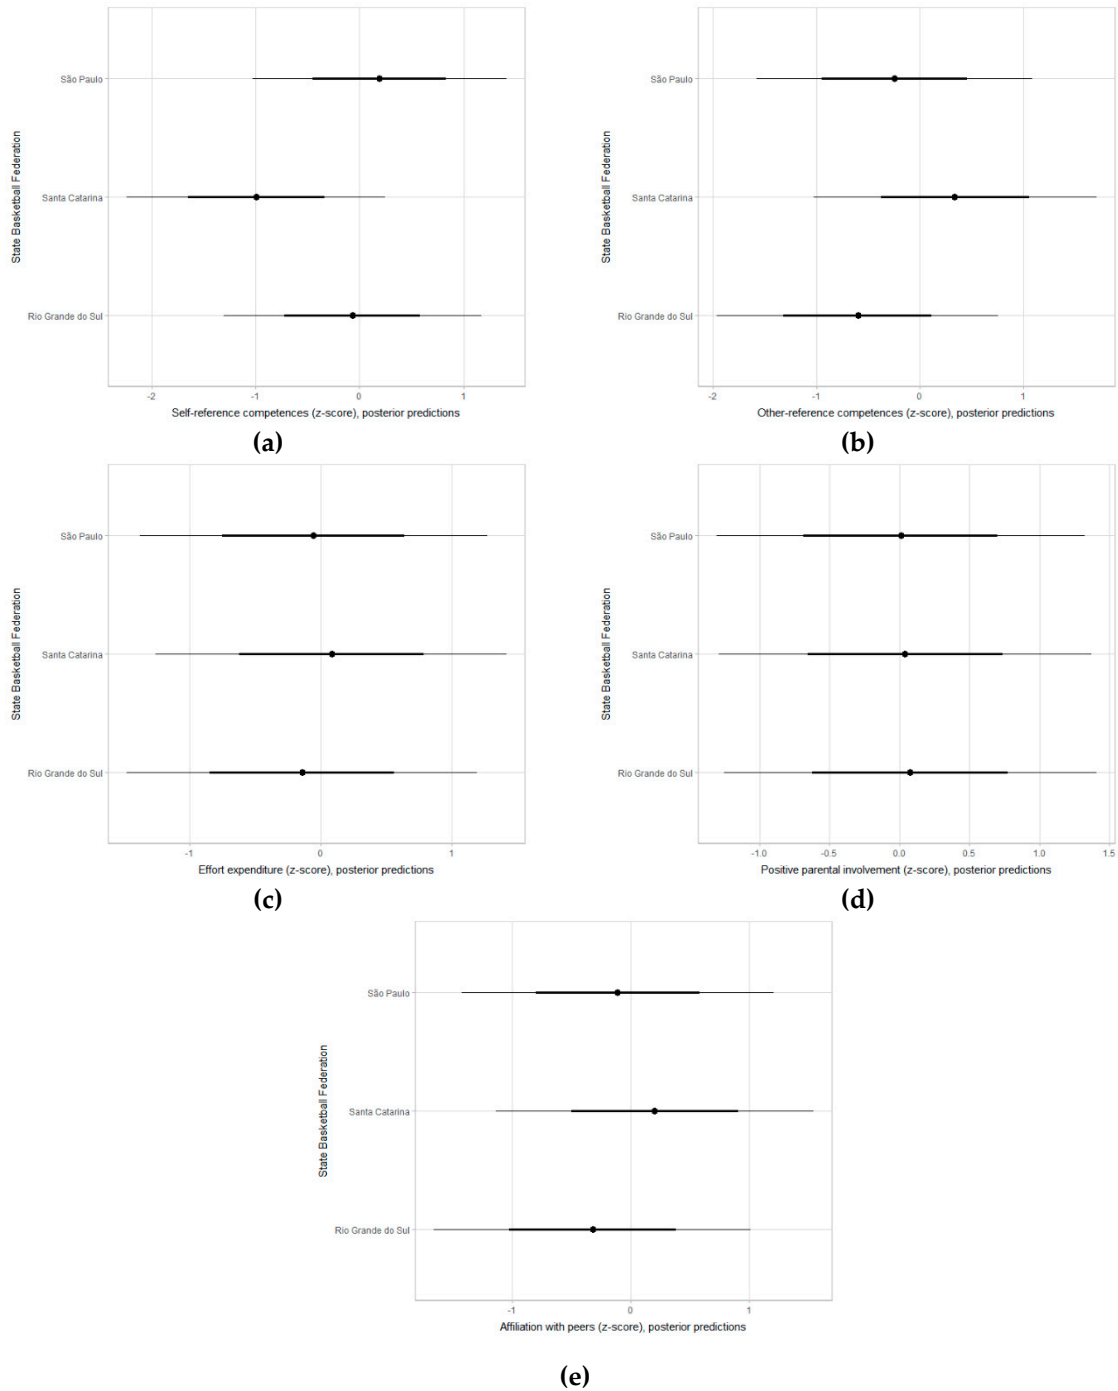 State Basketball Federation
São Paulo
Santa Catarina
Rio Grande do Sul
-2 -1 0 1
Self-reference competences (z-score), posterior predictions
(a)
State Basketball Federation
São Paulo
Santa Catarina
Rio Grande do Sul
-2 -1 0 1
Other-reference competences (z-score), posterior predictions
(b)
State Basketball Federation
São Paulo
Santa Catarina
Rio Grande do Sul
-1 0 1
Effort expenditure (z-score), posterior predictions
(c)
State Basketball Federation
São Paulo
Santa Catarina
Rio Grande do Sul
-1.0 -0.5 0.0 0.5 1.0 1.5
Positive parental involvement (z-score), posterior predictions
(d)
State Basketball Federation
São Paulo
Santa Catarina
Rio Grande do Sul
-1 0 1
Affiliation with peers (z-score), posterior predictions
(e)